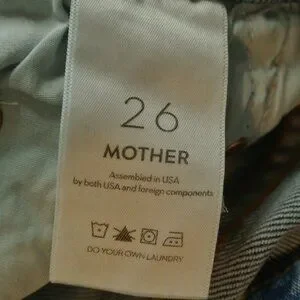 26
MOTHER
Assembled in USA
by both USA and foreign components
DO YOUR OWN LAUNDRY